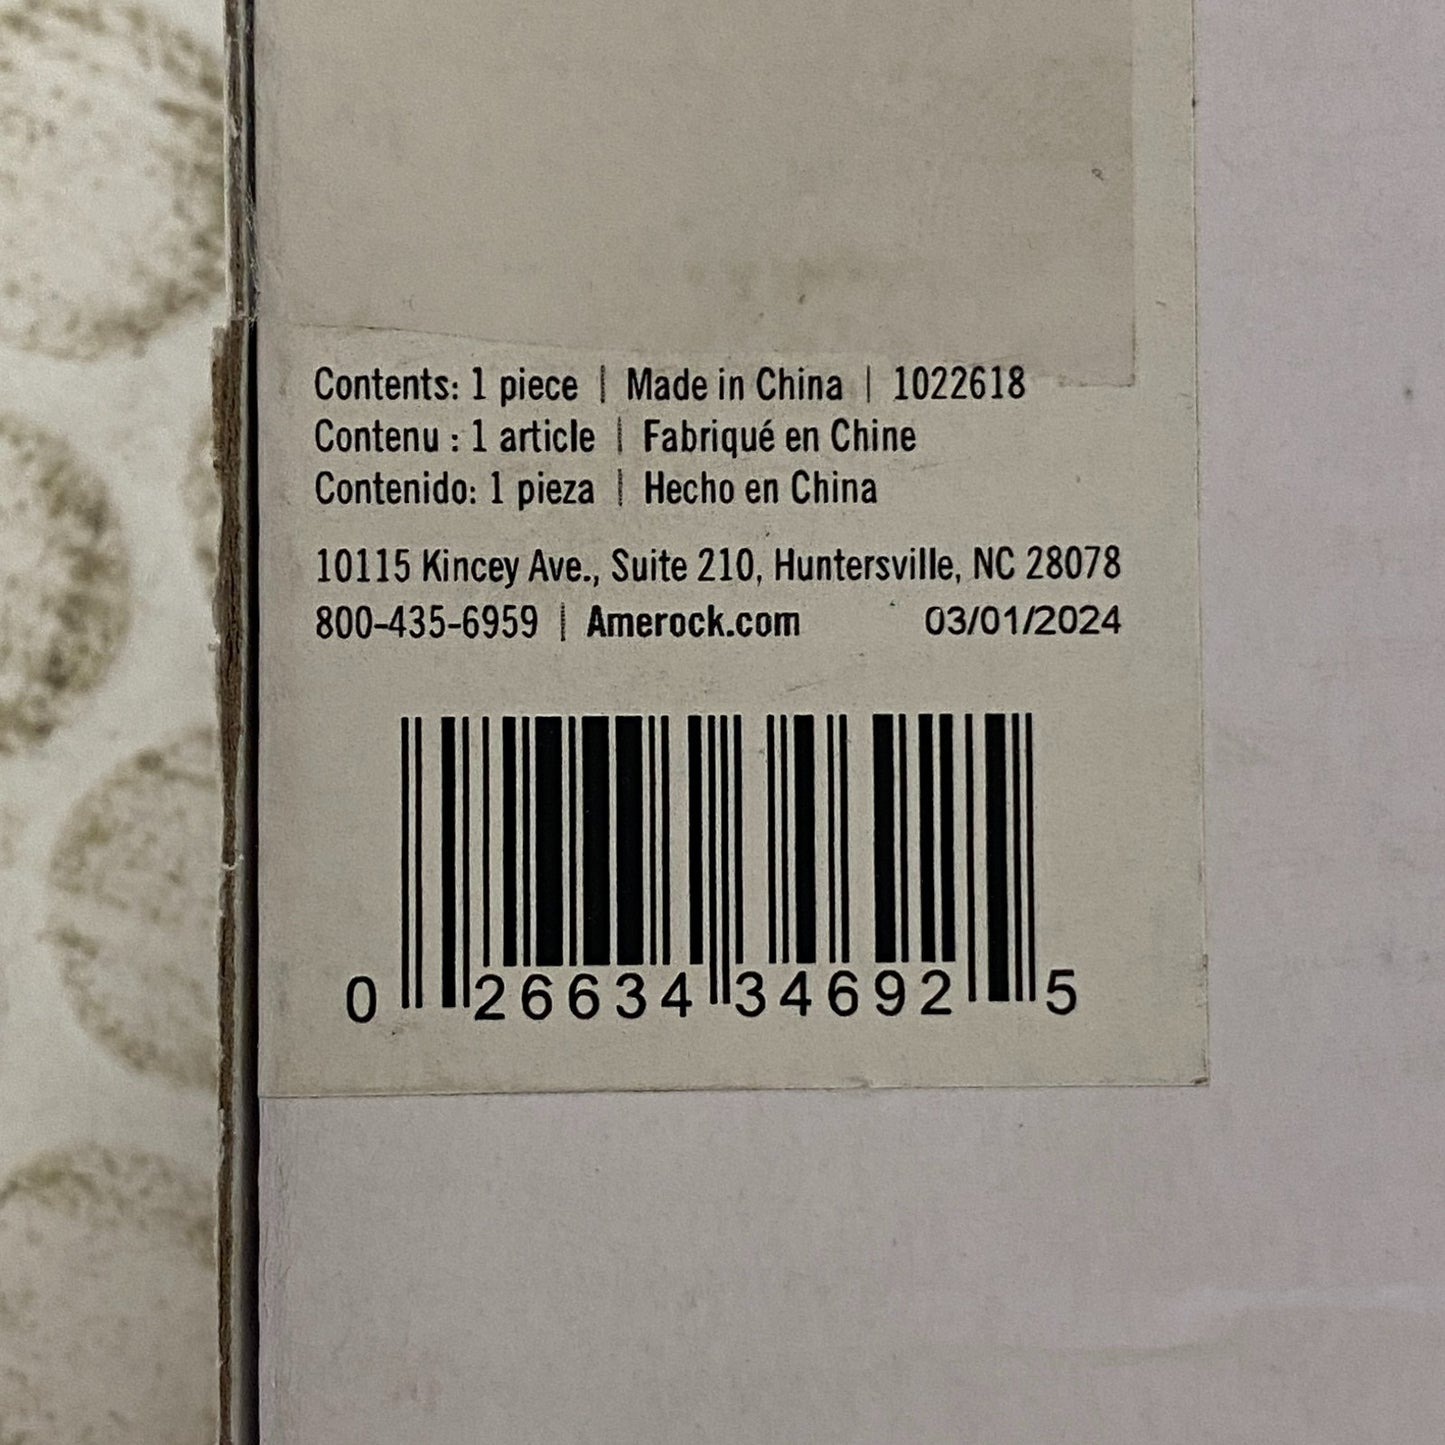 Contents: 1 piece | Made in China | 1022618
Contenu : 1 article | Fabriqué en Chine
Contenido: 1 pieza | Hecho en China
10115 Kincey Ave., Suite 210, Huntersville, NC 28078
800-435-6959 | Amerock.com 03/01/2024
0 26634 34692 5